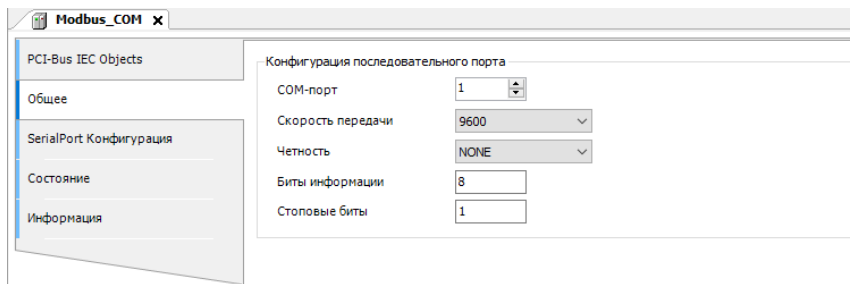 Modbus_COM x
PCI-Bus IEC Objects
Общее
SerialPort Конфигурация
Состояние
Информация
Конфигурация последовательного порта
COM-порт 1
Скорость передачи 9600
Четность NONE
Биты информации 8
Стоповые биты 1